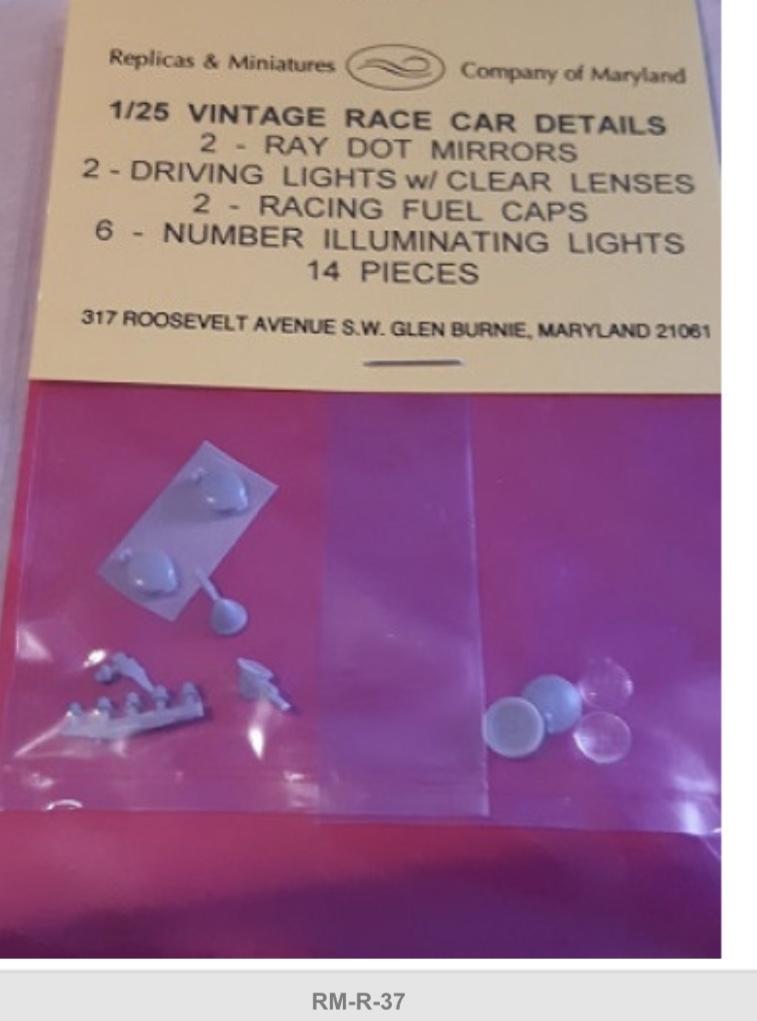 Replicas & Miniatures Company of Maryland
1/25 VINTAGE RACE CAR DETAILS
2 - RAY DOT MIRRORS
2 - DRIVING LIGHTS w/ CLEAR LENSES
2 - RACING FUEL CAPS
6 - NUMBER ILLUMINATING LIGHTS
14 PIECES
317 ROOSEVELT AVENUE S.W. GLEN BURNIE, MARYLAND 21061
RM-R-37